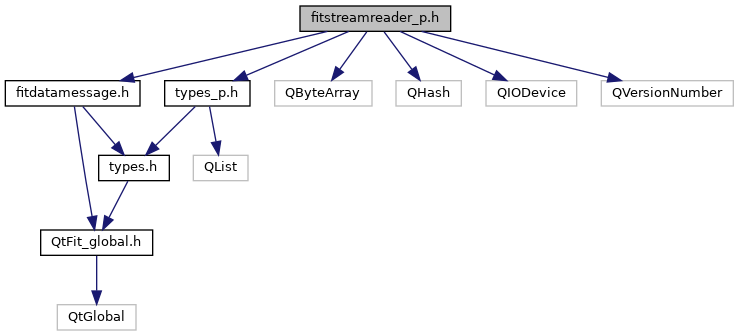 fitstreamreader_p.h
fitdatamessage.h
types_p.h
QByteArray
QHash
QIODevice
QVersionNumber
types.h
QList
QtFit_global.h
QtGlobal